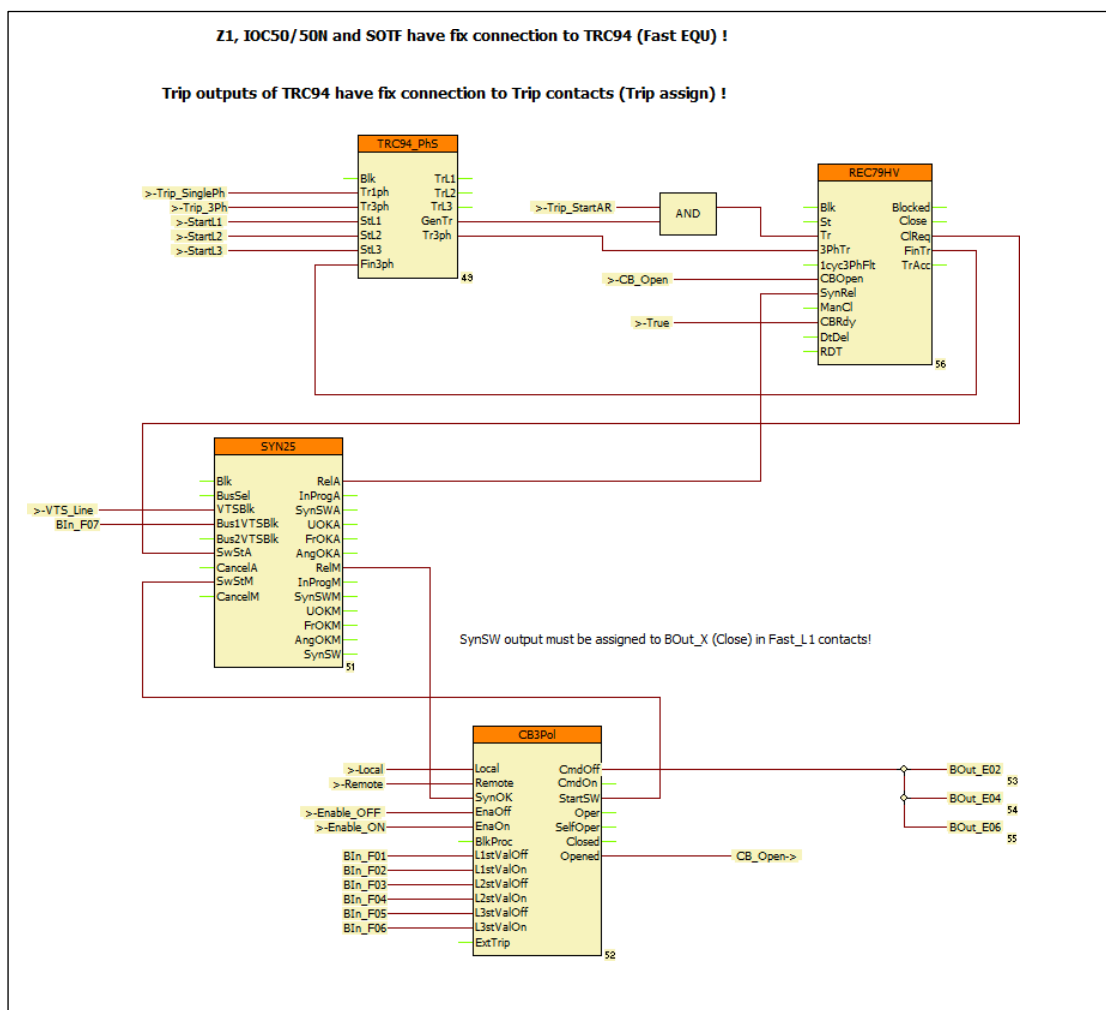 Z1, IOC50/50N and SOTF have fix connection to TRC94 (Fast EQU) !
Trip outputs of TRC94 have fix connection to Trip contacts (Trip assign) !
TRC94_PhS
Blk TrL1
>-Trip_SinglePh Tr1ph TrL2
>-Trip_3Ph Tr3ph TrL3
>-StartL1 StL1 GenTr
>-StartL2 StL2 Tr3ph
>-StartL3 StL3
Fin3ph
49
>-Trip_StartAR
AND
REC79HV
Blk Blocked
St Close
Tr ClReq
3PhTr FinTr
1cyc3PhFlt TrAcc
>-CB_Open CBOpen
SynRel
ManCl
>-True CBRdy
DtDel
RDT
56
SYN25
Blk RelA
BusSel InProgA
>-VTS_Line VTSBlk SynSWA
BIn_F07 Bus1VTSBlk UOKA
Bus2VTSBlk FrOKA
SwStA AngOKA
CancelA RelM
SwStM InProgM
CancelM SynSWM
UOKM
FrOKM
AngOKM
SynSW
51
SynSW output must be assigned to BOut_X (Close) in Fast_L1 contacts!
CB3Pol
>-Local Local CmdOff
>-Remote Remote CmdOn
SynOK StartSW
>-Enable_OFF EnaOff Oper
>-Enable_ON EnaOn SelfOper
BlkProc Closed
BIn_F01 L1stValOff Opened CB_Open->
BIn_F02 L1stValOn
BIn_F03 L2stValOff
BIn_F04 L2stValOn
BIn_F05 L3stValOff
BIn_F06 L3stValOn
ExtTrip
52
BOut_E02
53
BOut_E04
54
BOut_E06
55